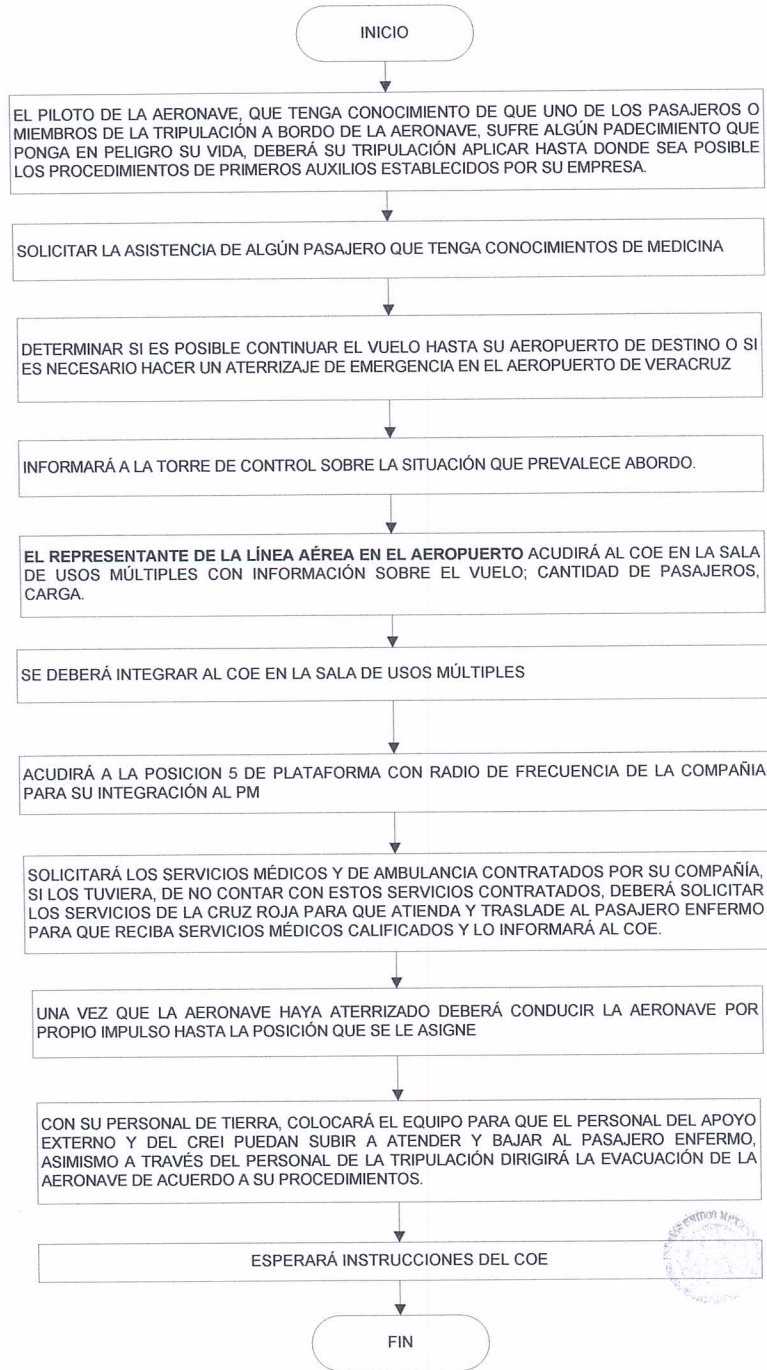 INICIO
EL PILOTO DE LA AERONAVE, QUE TENGA CONOCIMIENTO DE QUE UNO DE LOS PASAJEROS O
MIEMBROS DE LA TRIPULACIÓN A BORDO DE LA AERONAVE, SUFRE ALGÚN PADECIMIENTO QUE
PONGA EN PELIGRO SU VIDA, DEBERÁ SU TRIPULACIÓN APLICAR HASTA DONDE SEA POSIBLE
LOS PROCEDIMIENTOS DE PRIMEROS AUXILIOS ESTABLECIDOS POR SU EMPRESA.
SOLICITAR LA ASISTENCIA DE ALGÚN PASAJERO QUE TENGA CONOCIMIENTOS DE MEDICINA
DETERMINAR SI ES POSIBLE CONTINUAR EL VUELO HASTA SU AEROPUERTO DE DESTINO O SI
ES NECESARIO HACER UN ATERRIZAJE DE EMERGENCIA EN EL AEROPUERTO DE VERACRUZ
INFORMARÁ A LA TORRE DE CONTROL SOBRE LA SITUACIÓN QUE PREVALECE ABORDO.
EL REPRESENTANTE DE LA LÍNEA AÉREA EN EL AEROPUERTO ACUDIRÁ AL COE EN LA SALA
DE USOS MÚLTIPLES CON INFORMACIÓN SOBRE EL VUELO; CANTIDAD DE PASAJEROS,
CARGA.
SE DEBERÁ INTEGRAR AL COE EN LA SALA DE USOS MÚLTIPLES
ACUDIRÁ A LA POSICION 5 DE PLATAFORMA CON RADIO DE FRECUENCIA DE LA COMPAÑIA
PARA SU INTEGRACIÓN AL PM
SOLICITARÁ LOS SERVICIOS MÉDICOS Y DE AMBULANCIA CONTRATADOS POR SU COMPAÑÍA,
SI LOS TUVIERA, DE NO CONTAR CON ESTOS SERVICIOS CONTRATADOS, DEBERÁ SOLICITAR
LOS SERVICIOS DE LA CRUZ ROJA PARA QUE ATIENDA Y TRASLADE AL PASAJERO ENFERMO
PARA QUE RECIBA SERVICIOS MÉDICOS CALIFICADOS Y LO INFORMARÁ AL COE.
UNA VEZ QUE LA AERONAVE HAYA ATERRIZADO DEBERÁ CONDUCIR LA AERONAVE POR
PROPIO IMPULSO HASTA LA POSICIÓN QUE SE LE ASIGNE
CON SU PERSONAL DE TIERRA, COLOCARÁ EL EQUIPO PARA QUE EL PERSONAL DEL APOYO
EXTERNO Y DEL CREI PUEDAN SUBIR A ATENDER Y BAJAR AL PASAJERO ENFERMO,
ASIMISMO A TRAVÉS DEL PERSONAL DE LA TRIPULACIÓN DIRIGIRÁ LA EVACUACIÓN DE LA
AERONAVE DE ACUERDO A SU PROCEDIMIENTOS.
ESPERARÁ INSTRUCCIONES DEL COE
FIN